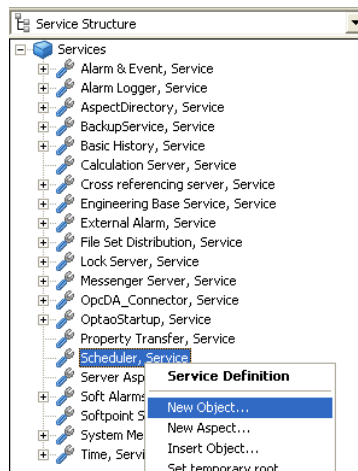 Service Structure
Services
Alarm & Event, Service
Alarm Logger, Service
AspectDirectory, Service
BackupService, Service
Basic History, Service
Calculation Server, Service
Cross referencing server, Service
Engineering Base Service, Service
External Alarm, Service
File Set Distribution, Service
Lock Server, Service
Messenger Server, Service
OpcDA_Connector, Service
OptaoStartup, Service
Property Transfer, Service
Scheduler, Service
Server Asp
Service Definition
Soft Alarms
New Object...
Softpoint S
New Aspect...
System Me
Insert Object...
Time, Servi
Set temporary root